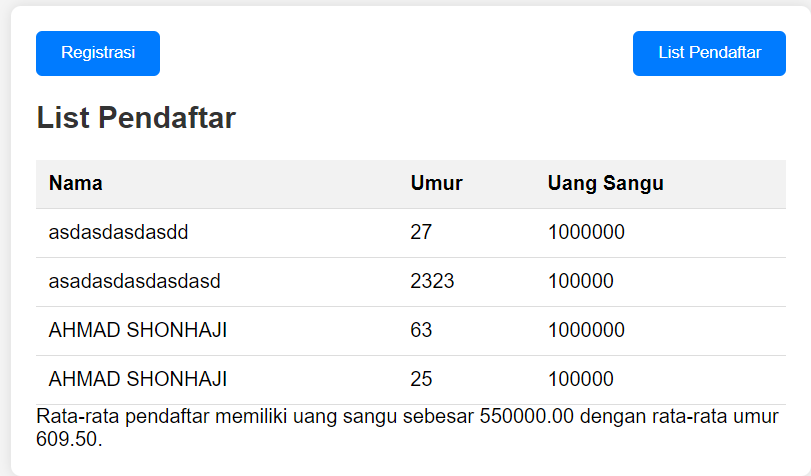 Registrasi
List Pendaftar
List Pendaftar
Nama Umur Uang Sangu
asdasdasdasdd 27 1000000
asadasdasdasdasd 2323 100000
AHMAD SHONHAJI 63 1000000
AHMAD SHONHAJI 25 100000
Rata-rata pendaftar memiliki uang sangu sebesar 550000.00 dengan rata-rata umur
609.50.